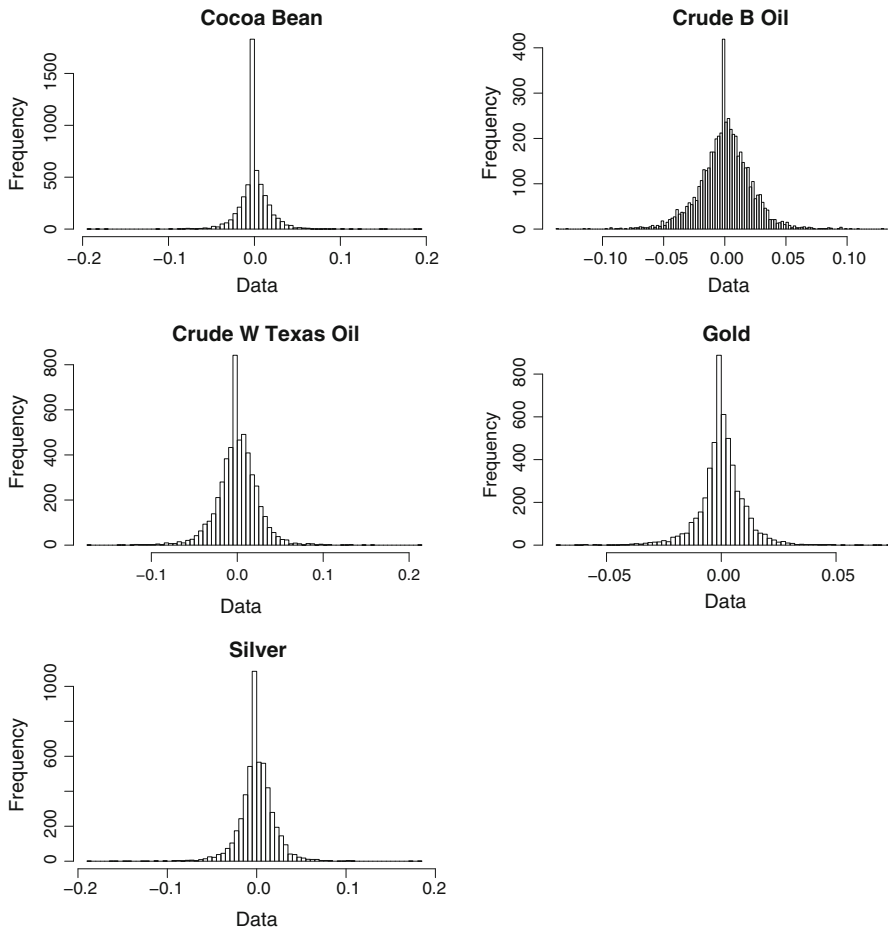 Cocoa Bean
Frequency
0 500 1000 1500
−0.2 −0.1 0.0 0.1 0.2
Data
Crude B Oil
Frequency
0 100 200 300 400
−0.10 −0.05 0.00 0.05 0.10
Data
Crude W Texas Oil
Frequency
0 200 400 600 800
−0.1 0.0 0.1 0.2
Data
Gold
Frequency
0 200 400 600 800
−0.05 0.00 0.05
Data
Silver
Frequency
0 200 600 1000
−0.2 −0.1 0.0 0.1 0.2
Data